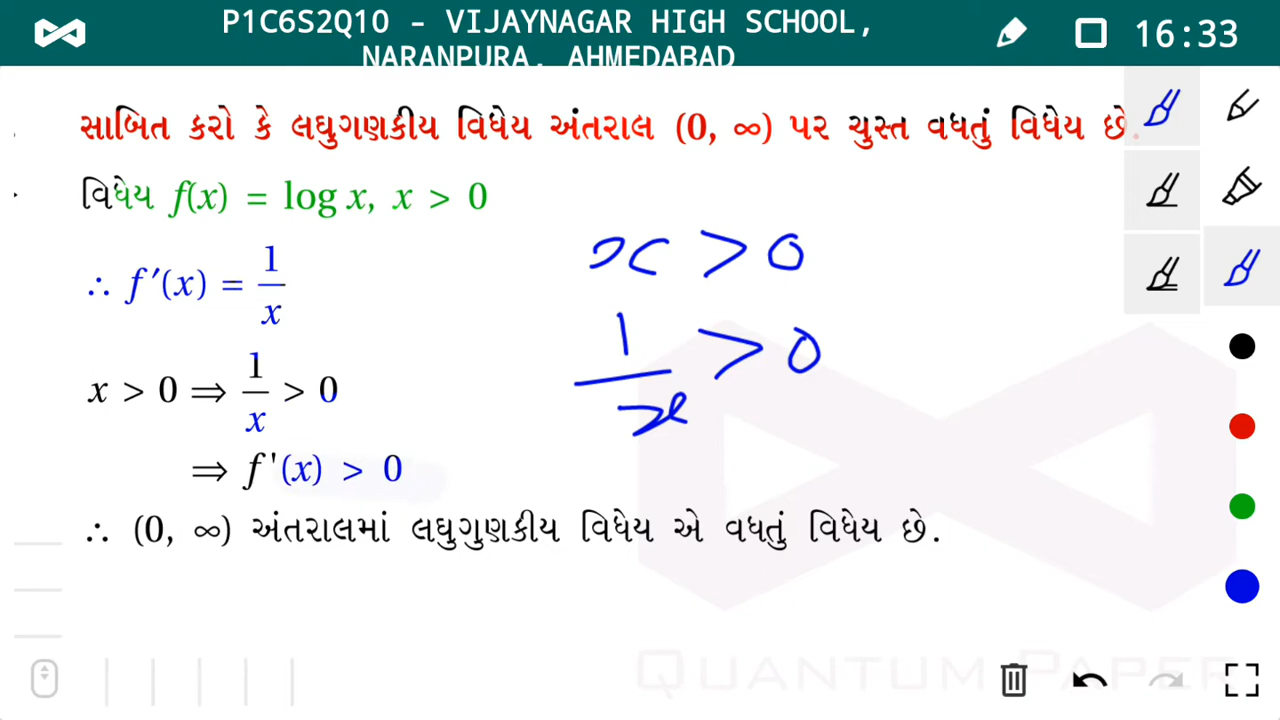 P1C6S2Q10 - VIJAYNAGAR HIGH SCHOOL,
NARANPURA, AHMEDABAD
16:33
સાબિત કરો કે લઘુગણકીય વિધેય અંતરાલ (0, ∞) પર ચુસ્ત વધતું વિધેય છે.
વિધેય f(x) = log x, x > 0
∴ f'(x) = 1/x
x > 0 ⇒ 1/x > 0
⇒ f'(x) > 0
∴ (0, ∞) અંતરાલમાં લઘુગુણકીય વિધેય એ વધતું વિધેય છે.
x > 0
1/x > 0
QUANTUM PAPER